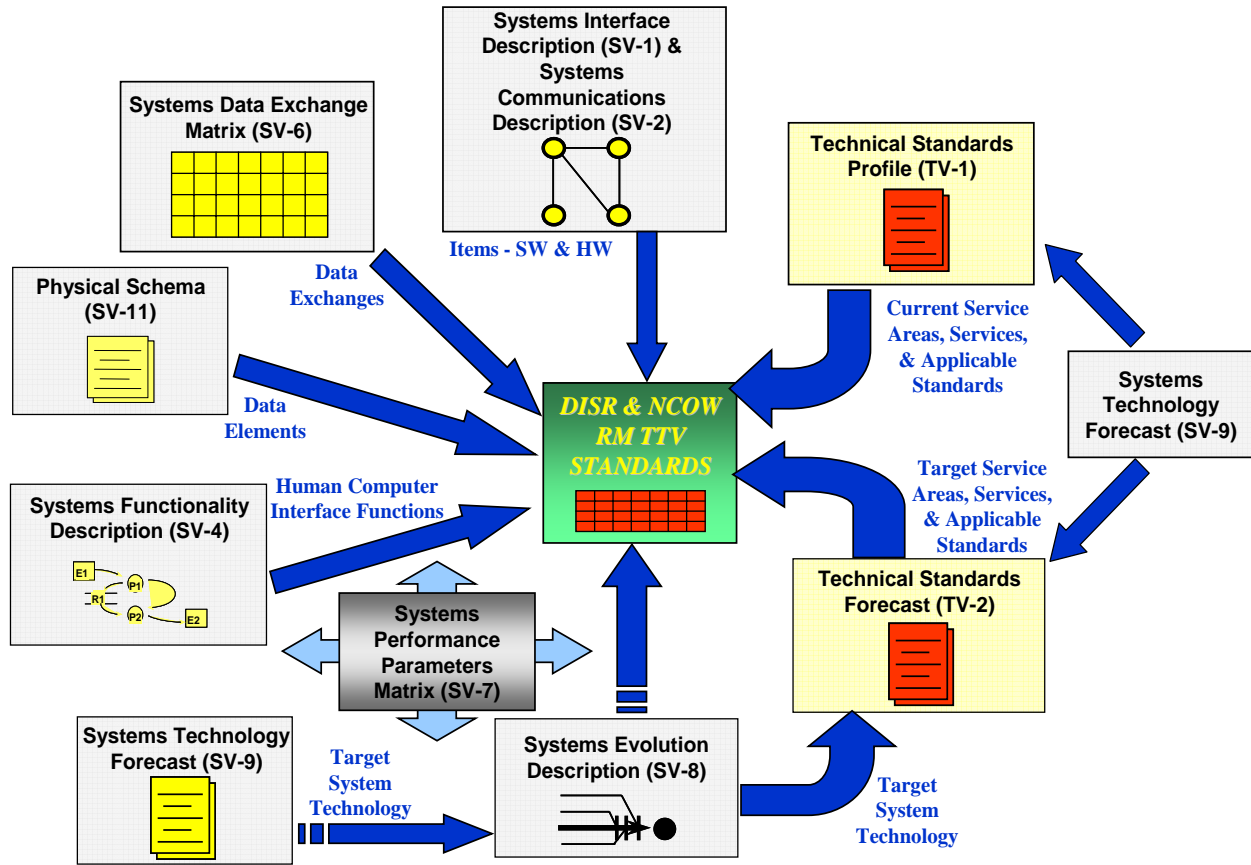 Systems Interface
Description (SV-1) &
Systems
Communications
Description (SV-2)
Systems Data Exchange
Matrix (SV-6)
Technical Standards
Profile (TV-1)
Items - SW & HW
Data
Exchanges
Physical Schema
(SV-11)
Current Service
Areas, Services,
& Applicable
Standards
Systems
Technology
Forecast (SV-9)
Data
Elements
DISR & NCOW
RM TTV
STANDARDS
Human Computer
Interface Functions
Target Service
Areas, Services,
& Applicable
Standards
Systems Functionality
Description (SV-4)
E1
P1
R1
P2
E2
Technical Standards
Forecast (TV-2)
Systems
Performance
Parameters
Matrix (SV-7)
Systems Technology
Forecast (SV-9)
Target
System
Technology
Systems Evolution
Description (SV-8)
Target
System
Technology